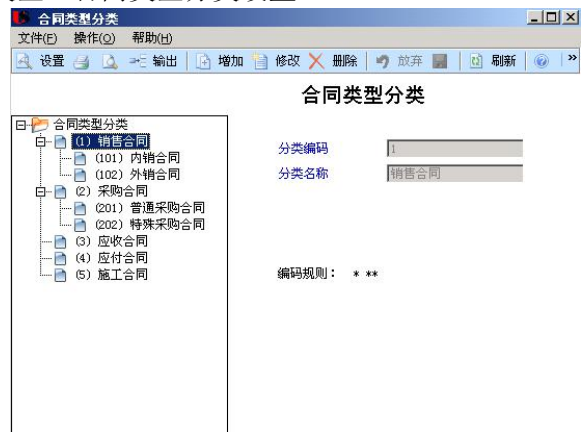 合同类型分类
文件(F) 操作(O) 帮助(H)
设置 输出 增加 修改 删除 放弃 刷新 »
合同类型分类
合同类型分类
(1) 销售合同
(101) 内销合同
(102) 外销合同
(2) 采购合同
(201) 普通采购合同
(202) 特殊采购合同
(3) 应收合同
(4) 应付合同
(5) 施工合同
分类编码 1
分类名称 销售合同
编码规则: * **